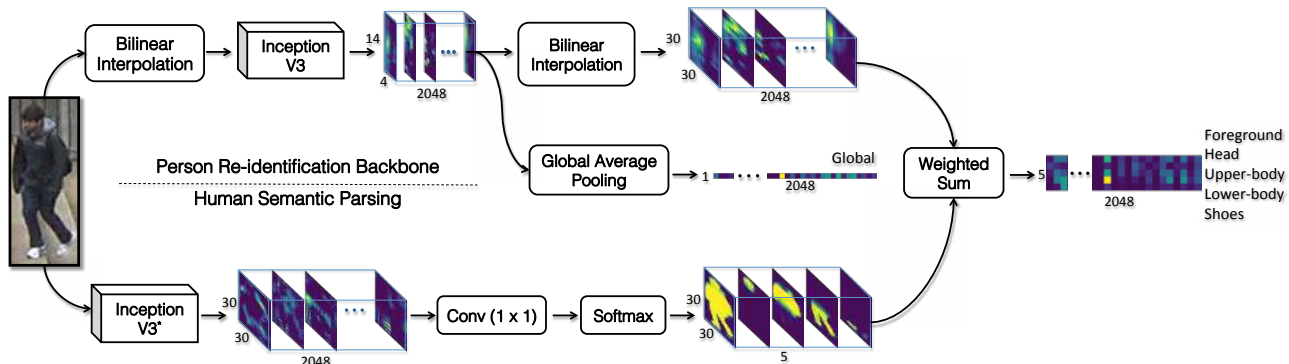 Bilinear
Interpolation
Inception
V3
14
4
2048
Bilinear
Interpolation
30
30
2048
Person Re-identification Backbone
Human Semantic Parsing
Global Average
Pooling
1
Global
2048
Weighted
Sum
5
2048
Foreground
Head
Upper-body
Lower-body
Shoes
Inception
V3*
30
30
2048
Conv (1 x 1)
Softmax
30
30
5